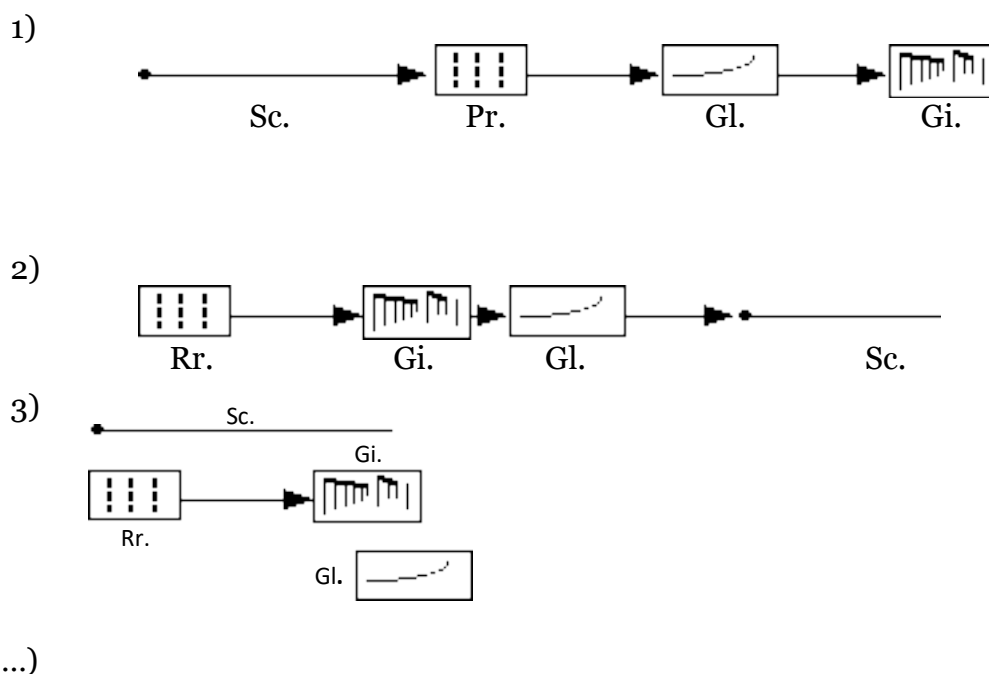 1)
Sc. Pr. Gl. Gi.
2)
Rr. Gi. Gl. Sc.
3)
Sc.
Gi.
Rr.
Gl.
...)